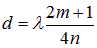 d = λ (2m + 1)/(4n)